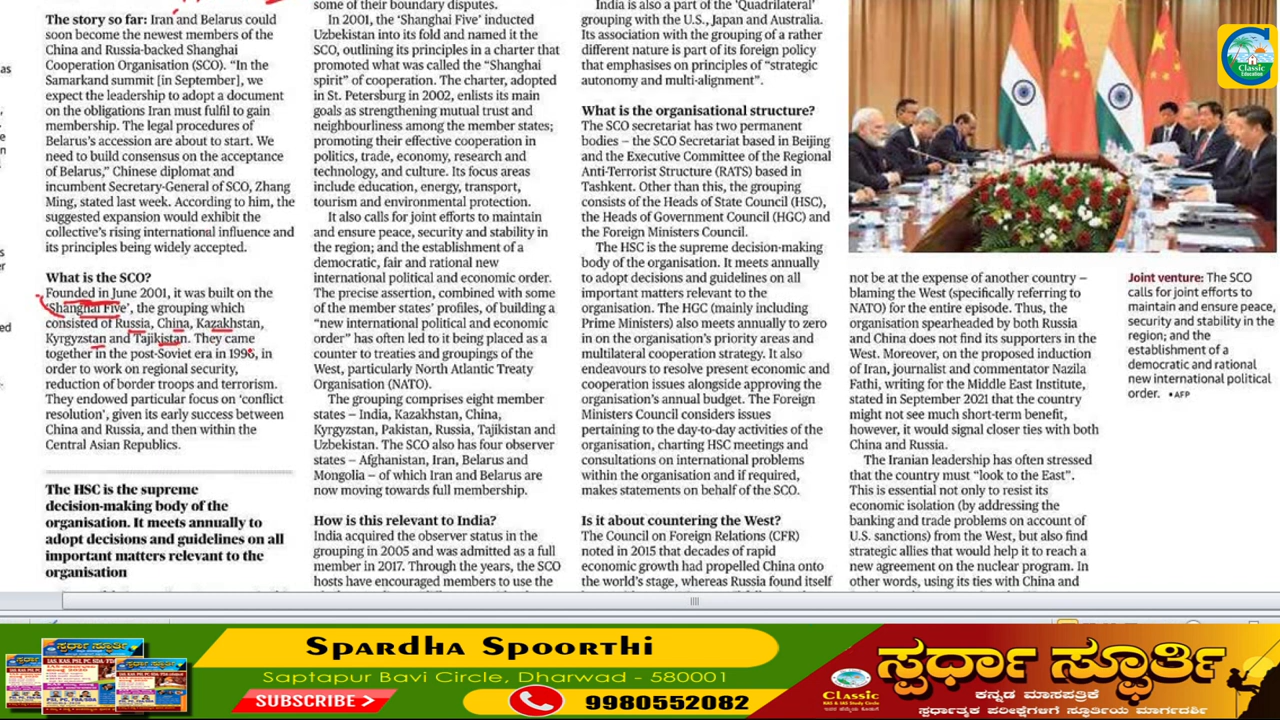 The story so far: Iran and Belarus could
soon become the newest members of the
China and Russia-backed Shanghai
Cooperation Organisation (SCO). “In the
Samarkand summit [in September], we
expect the leadership to adopt a document
on the obligations Iran must fulfil to gain
membership. The legal procedures of
Belarus’s accession are about to start. We
need to build consensus on the acceptance
of Belarus,” Chinese diplomat and
incumbent Secretary-General of SCO, Zhang
Ming, stated last week. According to him, the
suggested expansion would exhibit the
collective’s rising international influence and
its principles being widely accepted.
What is the SCO?
Founded in June 2001, it was built on the
‘Shanghai Five’, the grouping which
consisted of Russia, China, Kazakhstan,
Kyrgyzstan and Tajikistan. They came
together in the post-Soviet era in 1996, in
order to work on regional security,
reduction of border troops and terrorism.
They endowed particular focus on ‘conflict
resolution’, given its early success between
China and Russia, and then within the
Central Asian Republics.
The HSC is the supreme
decision-making body of the
organisation. It meets annually to
adopt decisions and guidelines on all
important matters relevant to the
organisation
some of their boundary disputes.
In 2001, the ‘Shanghai Five’ inducted
Uzbekistan into its fold and named it the
SCO, outlining its principles in a charter that
promoted what was called the “Shanghai
spirit” of cooperation. The charter, adopted
in St. Petersburg in 2002, enlists its main
goals as strengthening mutual trust and
neighbourliness among the member states;
promoting their effective cooperation in
politics, trade, economy, research and
technology, and culture. Its focus areas
include education, energy, transport,
tourism and environmental protection.
It also calls for joint efforts to maintain
and ensure peace, security and stability in
the region; and the establishment of a
democratic, fair and rational new
international political and economic order.
The precise assertion, combined with some
of the member states’ profiles, of building a
“new international political and economic
order” has often led to it being placed as a
counter to treaties and groupings of the
West, particularly North Atlantic Treaty
Organisation (NATO).
The grouping comprises eight member
states – India, Kazakhstan, China,
Kyrgyzstan, Pakistan, Russia, Tajikistan and
Uzbekistan. The SCO also has four observer
states – Afghanistan, Iran, Belarus and
Mongolia – of which Iran and Belarus are
now moving towards full membership.
How is this relevant to India?
India acquired the observer status in the
grouping in 2005 and was admitted as a full
member in 2017. Through the years, the SCO
hosts have encouraged members to use the
India is also a part of the ‘Quadrilateral’
grouping with the U.S., Japan and Australia.
Its association with the grouping of a rather
different nature is part of its foreign policy
that emphasises on principles of “strategic
autonomy and multi-alignment”.
What is the organisational structure?
The SCO secretariat has two permanent
bodies – the SCO Secretariat based in Beijing
and the Executive Committee of the Regional
Anti-Terrorist Structure (RATS) based in
Tashkent. Other than this, the grouping
consists of the Heads of State Council (HSC),
the Heads of Government Council (HGC) and
the Foreign Ministers Council.
The HSC is the supreme decision-making
body of the organisation. It meets annually
to adopt decisions and guidelines on all
important matters relevant to the
organisation. The HGC (mainly including
Prime Ministers) also meets annually to zero
in on the organisation’s priority areas and
multilateral cooperation strategy. It also
endeavours to resolve present economic and
cooperation issues alongside approving the
organisation’s annual budget. The Foreign
Ministers Council considers issues
pertaining to the day-to-day activities of the
organisation, charting HSC meetings and
consultations on international problems
within the organisation and if required,
makes statements on behalf of the SCO.
Is it about countering the West?
The Council on Foreign Relations (CFR)
noted in 2015 that decades of rapid
economic growth had propelled China onto
the world’s stage, whereas Russia found itself
not be at the expense of another country –
blaming the West (specifically referring to
NATO) for the entire episode. Thus, the
organisation spearheaded by both Russia
and China does not find its supporters in the
West. Moreover, on the proposed induction
of Iran, journalist and commentator Nazila
Fathi, writing for the Middle East Institute,
stated in September 2021 that the country
might not see much short-term benefit,
however, it would signal closer ties with both
China and Russia.
The Iranian leadership has often stressed
that the country must “look to the East”.
This is essential not only to resist its
economic isolation (by addressing the
banking and trade problems on account of
U.S. sanctions) from the West, but also find
strategic allies that would help it to reach a
new agreement on the nuclear program. In
other words, using its ties with China and
Joint venture: The SCO
calls for joint efforts to
maintain and ensure peace,
security and stability in the
region; and the
establishment of a
democratic and rational
new international political
order. • AFP
Classic
Education
Spardha Spoorthi
Saptapur Bavi Circle, Dharwad - 580001
SUBSCRIBE
9980552082
ಸ್ಪರ್ಧಾ ಸ್ಫೂರ್ತಿ
ಕನ್ನಡ ಮಾಸಪತ್ರಿಕೆ
ಸ್ಪರ್ಧಾತ್ಮಕ ಪರೀಕ್ಷೆಗಳಿಗೆ ಸ್ಫೂರ್ತಿಯ ಮಾರ್ಗದರ್ಶಿ
Classic
KAS & IAS Study Circle